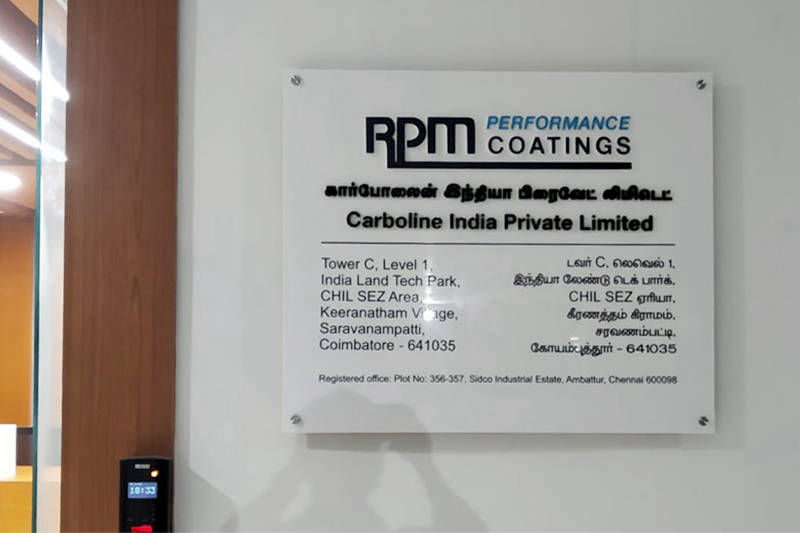 RPM PERFORMANCE
COATINGS
கார்போலைன் இந்தியா பிரைவேட் லிமிடெட்
Carboline India Private Limited
Tower C, Level 1,
India Land Tech Park,
CHIL SEZ Area,
Keeranatham Village,
Saravanampatti,
Coimbatore - 641035
டவர் C, லெவெல் 1,
இந்தியா லேண்டு டெக் பார்க்,
CHIL SEZ ஏரியா,
கீரணத்தம் கிராமம்,
சரவணம்பட்டி,
கோயம்புத்தூர் - 641035
Registered office: Plot No: 356-357, Sidco Industrial Estate, Ambattur, Chennai 600098
18:33